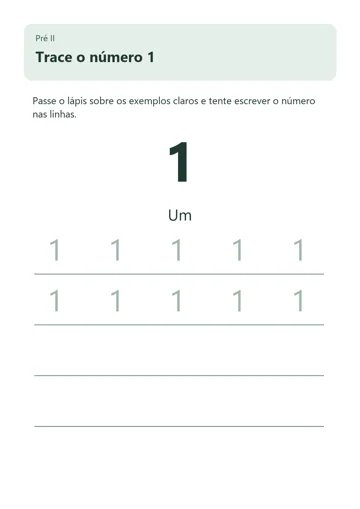 Pré II
Trace o número 1
Passe o lápis sobre os exemplos claros e tente escrever o número
nas linhas.
1
Um
1 1 1 1 1
1 1 1 1 1